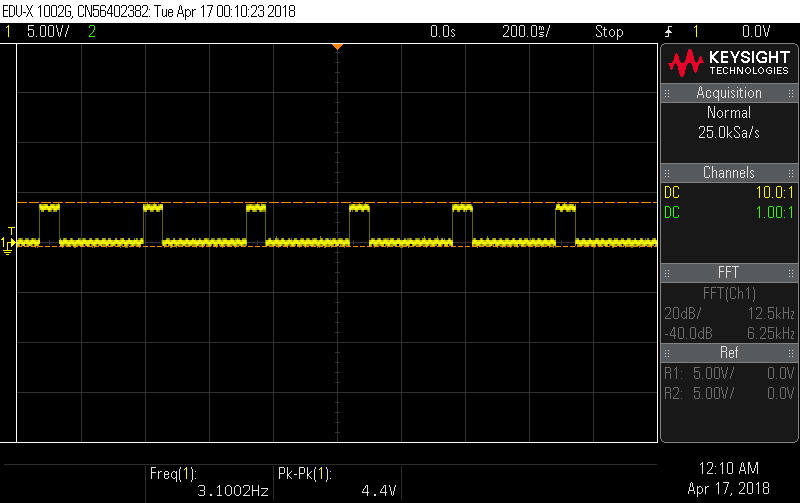 EDU-X 1002G, CN56402382: Tue Apr 17 00:10:23 2018
1 5.00V/ 2 0.0s 200.0ms/ Stop 1 0.0V
KEYSIGHT
TECHNOLOGIES
Acquisition
Normal
25.0kSa/s
Channels
DC 10.0:1
DC 1.00:1
T
1
FFT
FFT(Ch1)
20dB/ 12.5kHz
-40.0dB 6.25kHz
Ref
R1: 5.00V/ 0.0V
R2: 5.00V/ 0.0V
Freq(1): Pk-Pk(1):
3.1002Hz 4.4V
12:10 AM
Apr 17, 2018